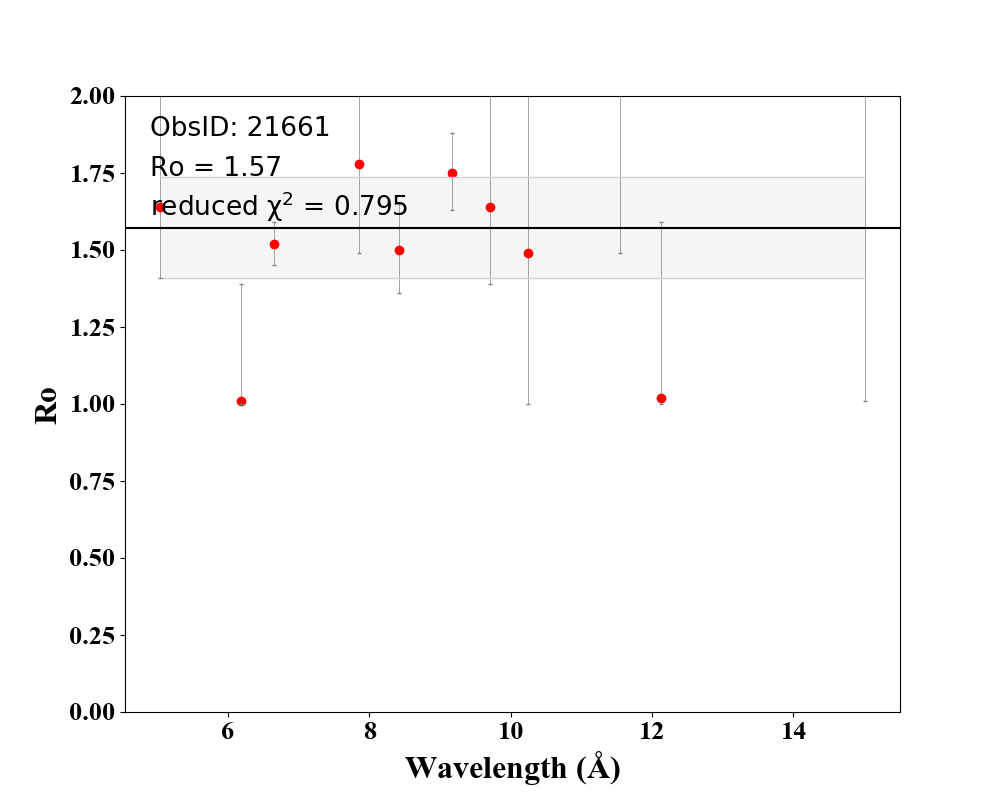 ObsID: 21661
Ro = 1.57
reduced χ² = 0.795
2.00
1.75
1.50
1.25
1.00
0.75
0.50
0.25
0.00
Ro
6 8 10 12 14
Wavelength (Å)